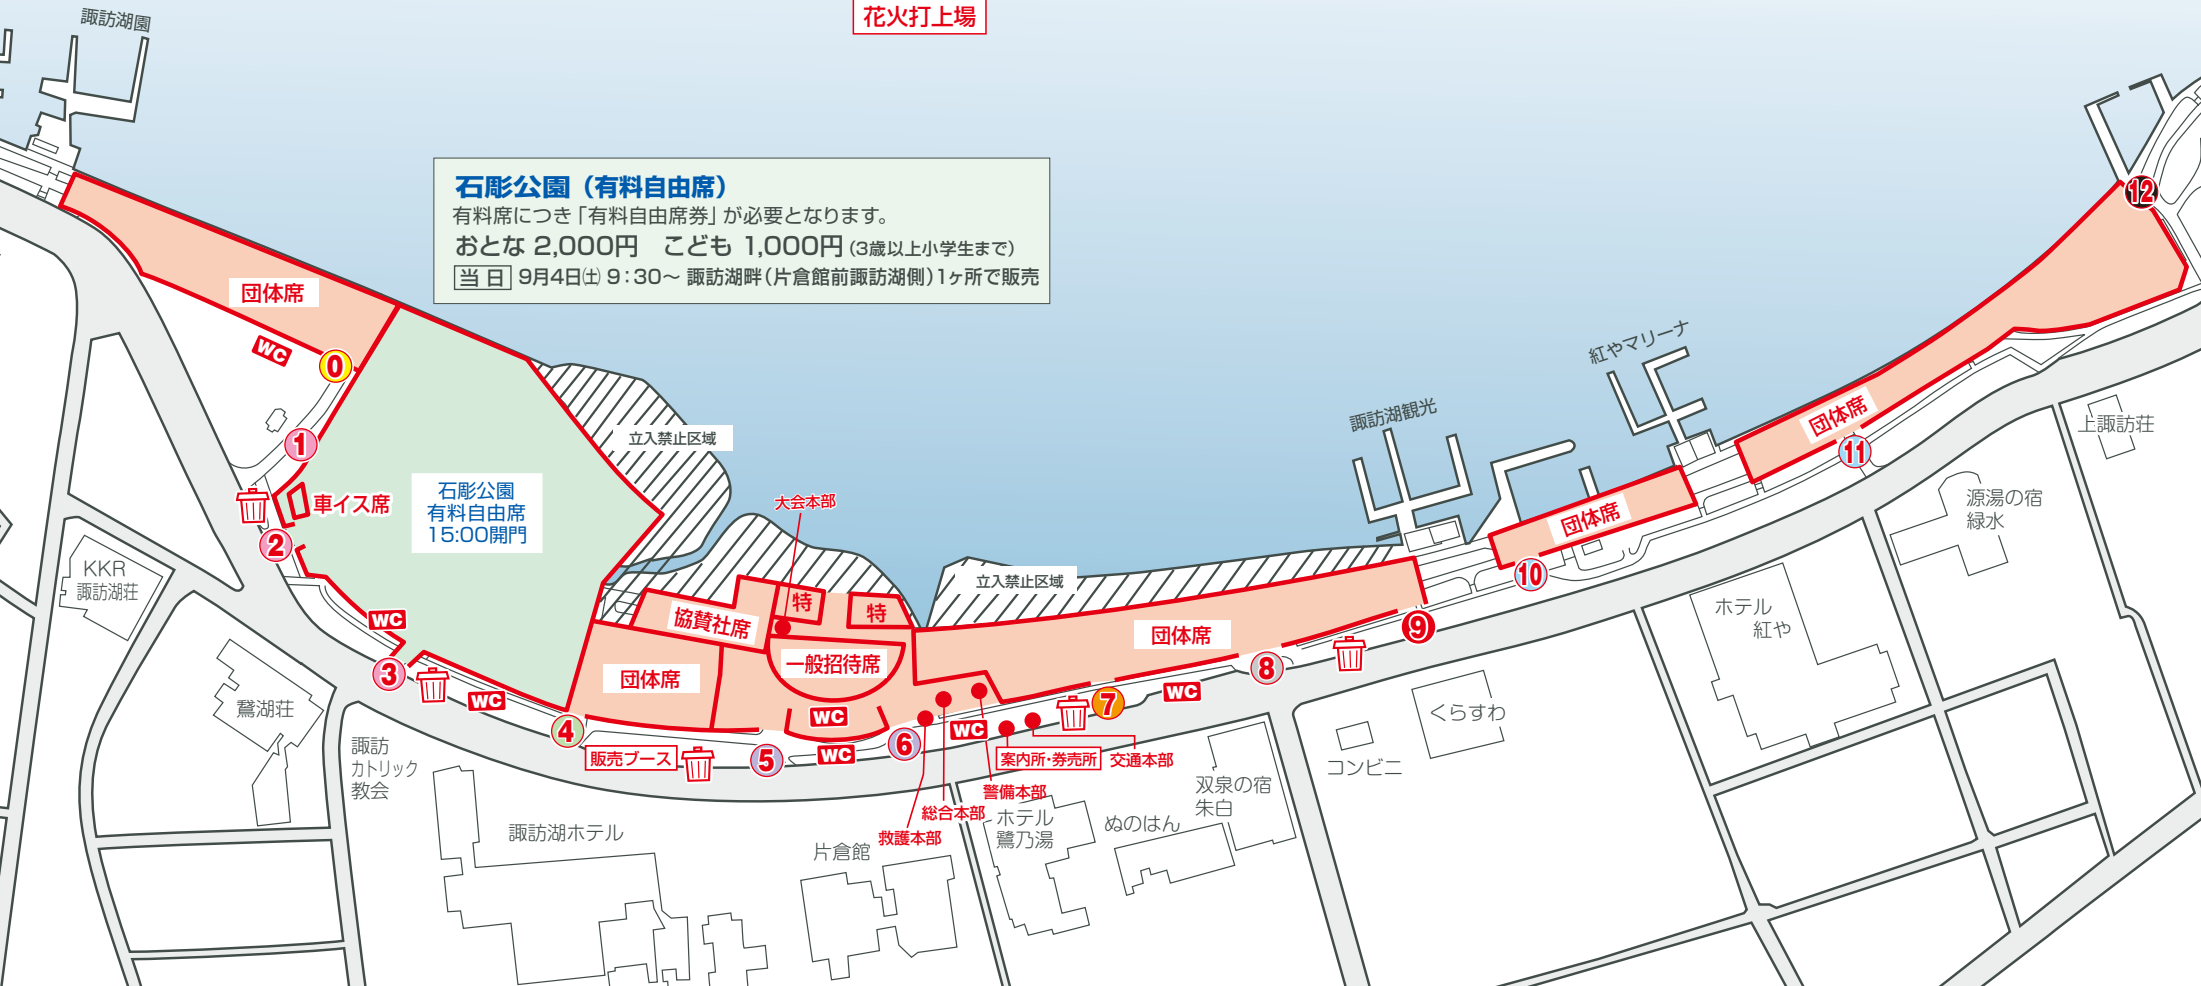 花火打上場
諏訪湖園
石彫公園（有料自由席）
有料席につき「有料自由席券」が必要となります。
おとな 2,000円　こども 1,000円（3歳以上小学生まで）
当日 9月4日㈯ 9：30〜 諏訪湖畔（片倉館前諏訪湖側）1ヶ所で販売
12
団体席
WC
0
紅やマリーナ
諏訪湖観光
団体席
11
上諏訪荘
立入禁止区域
1
石彫公園
有料自由席
15:00開門
車イス席
大会本部
団体席
源湯の宿
緑水
2
KKR
諏訪湖荘
立入禁止区域
10
特
特
協賛社席
WC
ホテル
紅や
9
団体席
一般招待席
団体席
8
3
WC
WC
7
鷺湖荘
WC
くらすわ
4
WC
6
販売ブース
5
WC
案内所・券売所
交通本部
諏訪
カトリック
教会
コンビニ
警備本部
総合本部
救護本部
双泉の宿
朱白
ホテル
鷺乃湯
ぬのはん
諏訪湖ホテル
片倉館